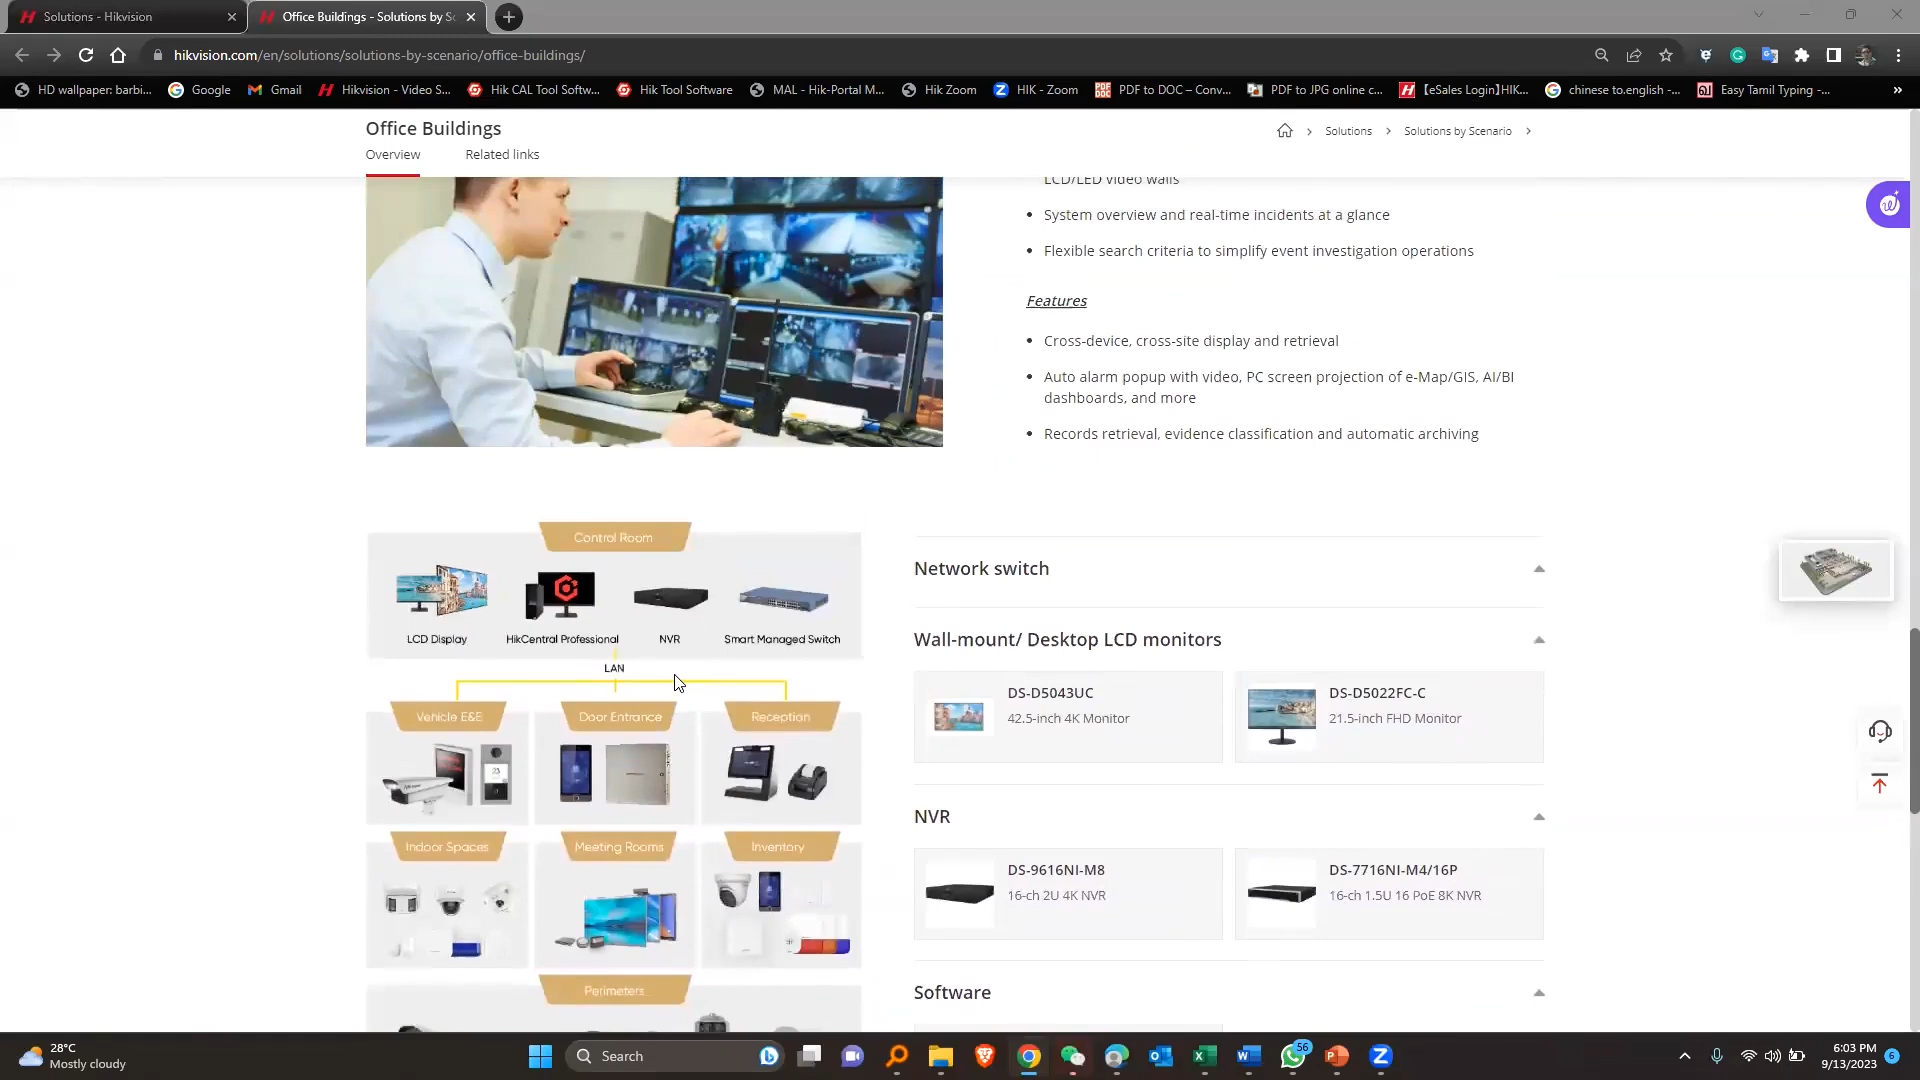 Solutions - Hikvision
Office Buildings - Solutions by Sc
hikvision.com/en/solutions/solutions-by-scenario/office-buildings/
HD wallpaper: barbi...
Google
Gmail
Hikvision - Video S...
Hik CAL Tool Softw...
Hik Tool Software
MAL - Hik-Portal M...
Hik Zoom
HIK - Zoom
PDF to DOC – Conv...
PDF to JPG online c...
[eSales Login]HIK...
chinese to.english -...
Easy Tamil Typing -...
»
Office Buildings
Solutions
Solutions by Scenario
Overview
Related links
LCD/LED video walls
• System overview and real-time incidents at a glance
• Flexible search criteria to simplify event investigation operations
Features
• Cross-device, cross-site display and retrieval
• Auto alarm popup with video, PC screen projection of e-Map/GIS, AI/BI
dashboards, and more
• Records retrieval, evidence classification and automatic archiving
Control Room
LCD Display
HikCentral Professional
NVR
Smart Managed Switch
LAN
Vehicle E&E
Door Entrance
Reception
Indoor Spaces
Meeting Rooms
Inventory
Perimeters
Network switch
Wall-mount/ Desktop LCD monitors
DS-D5043UC
42.5-inch 4K Monitor
DS-D5022FC-C
21.5-inch FHD Monitor
NVR
DS-9616NI-M8
16-ch 2U 4K NVR
DS-7716NI-M4/16P
16-ch 1.5U 16 PoE 8K NVR
Software
28°C
Mostly cloudy
Search
56
6:03 PM
9/13/2023
6